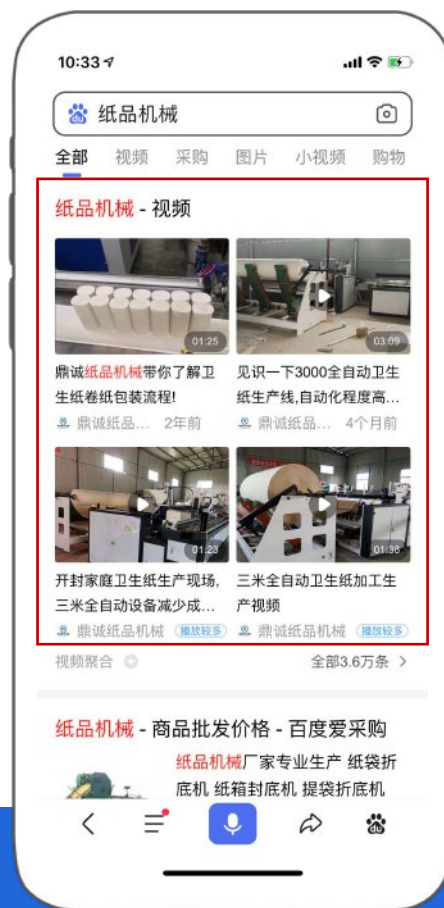 10:33
纸品机械
全部 视频 采购 图片 小视频 购物
纸品机械 - 视频
01:25
03:09
鼎诚纸品机械带你了解卫
生纸卷纸包装流程!
鼎诚纸品... 2年前
见识一下3000全自动卫生
纸生产线,自动化程度高...
鼎诚纸品... 4个月前
01:23
01:38
开封家庭卫生纸生产现场,
三米全自动设备减少成...
鼎诚纸品机械 播放较多
三米全自动卫生纸加工生
产视频
鼎诚纸品机械 播放较多
视频聚合
全部3.6万条 >
纸品机械 - 商品批发价格 - 百度爱采购
纸品机械厂家专业生产 纸袋折
底机 纸箱封底机 提袋折底机
du